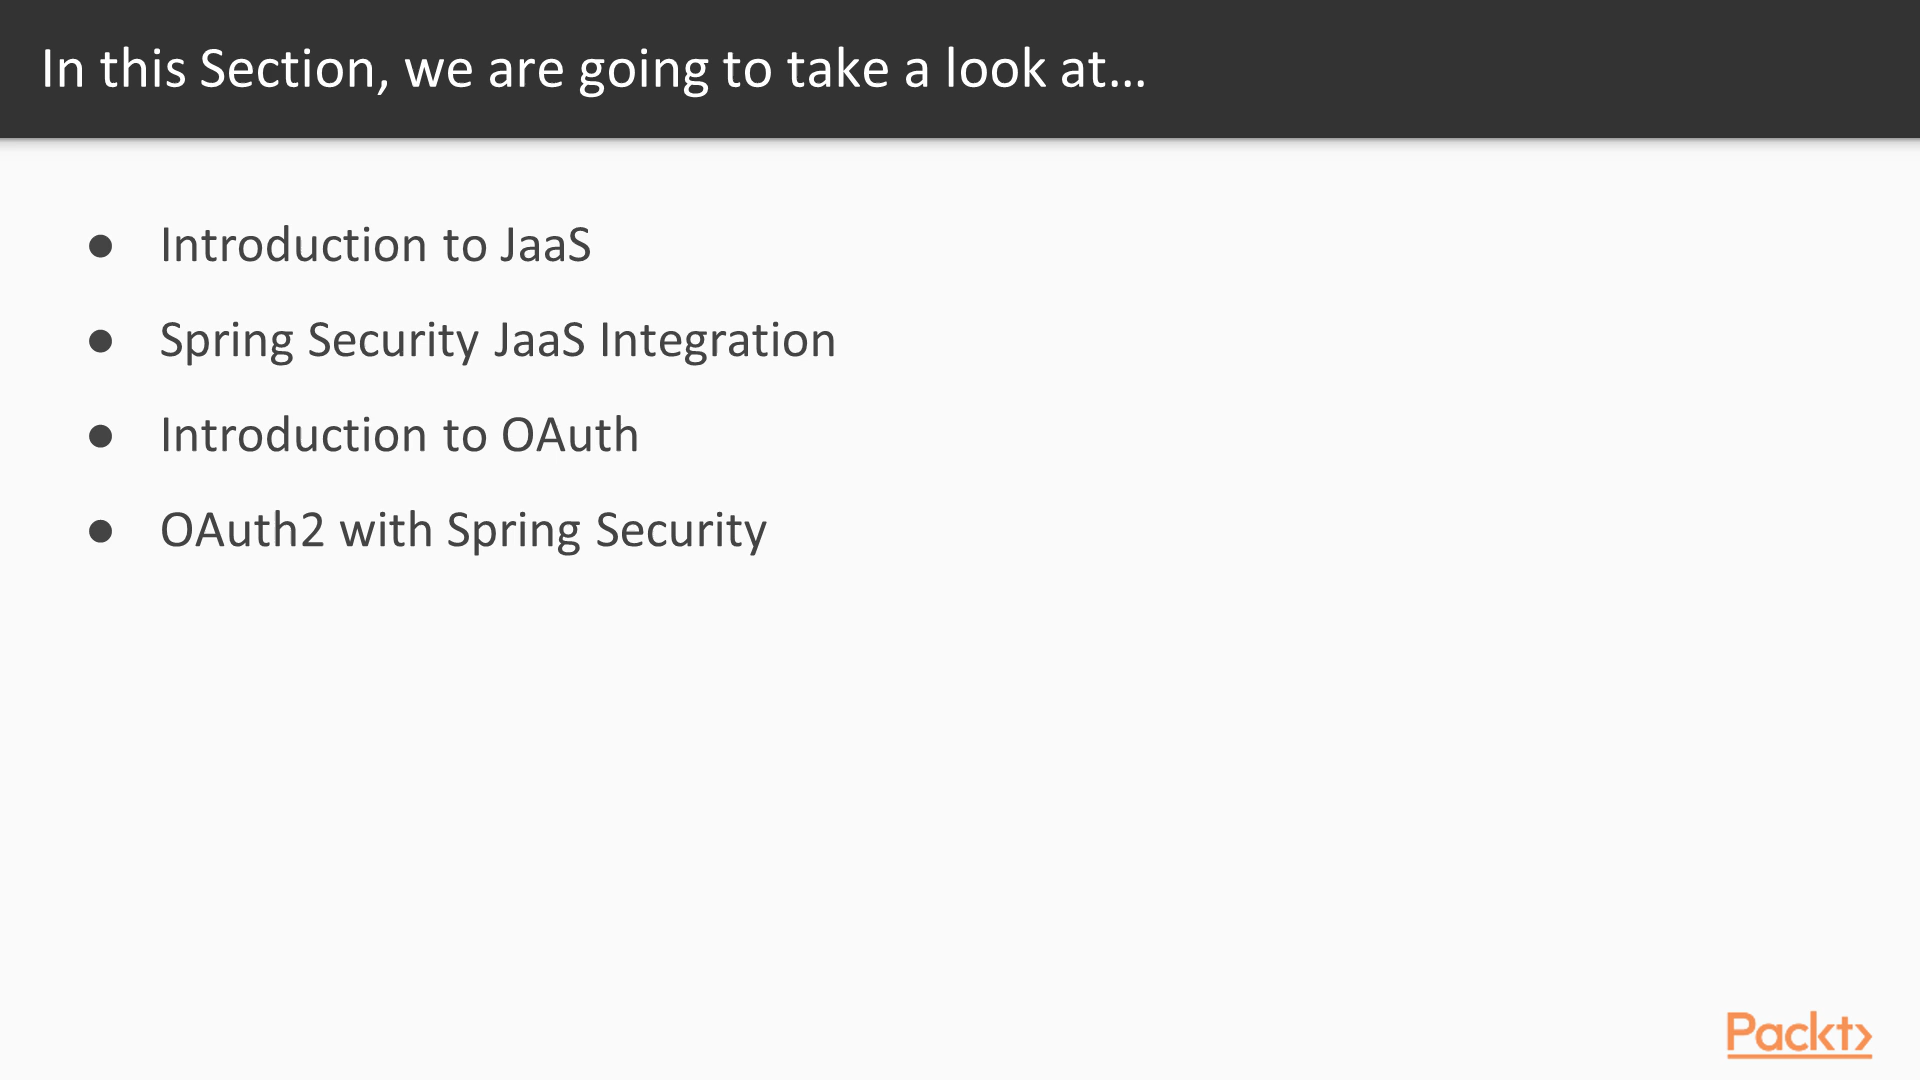 In this Section, we are going to take a look at...
● Introduction to JaaS
● Spring Security JaaS Integration
● Introduction to OAuth
● OAuth2 with Spring Security
Packt>